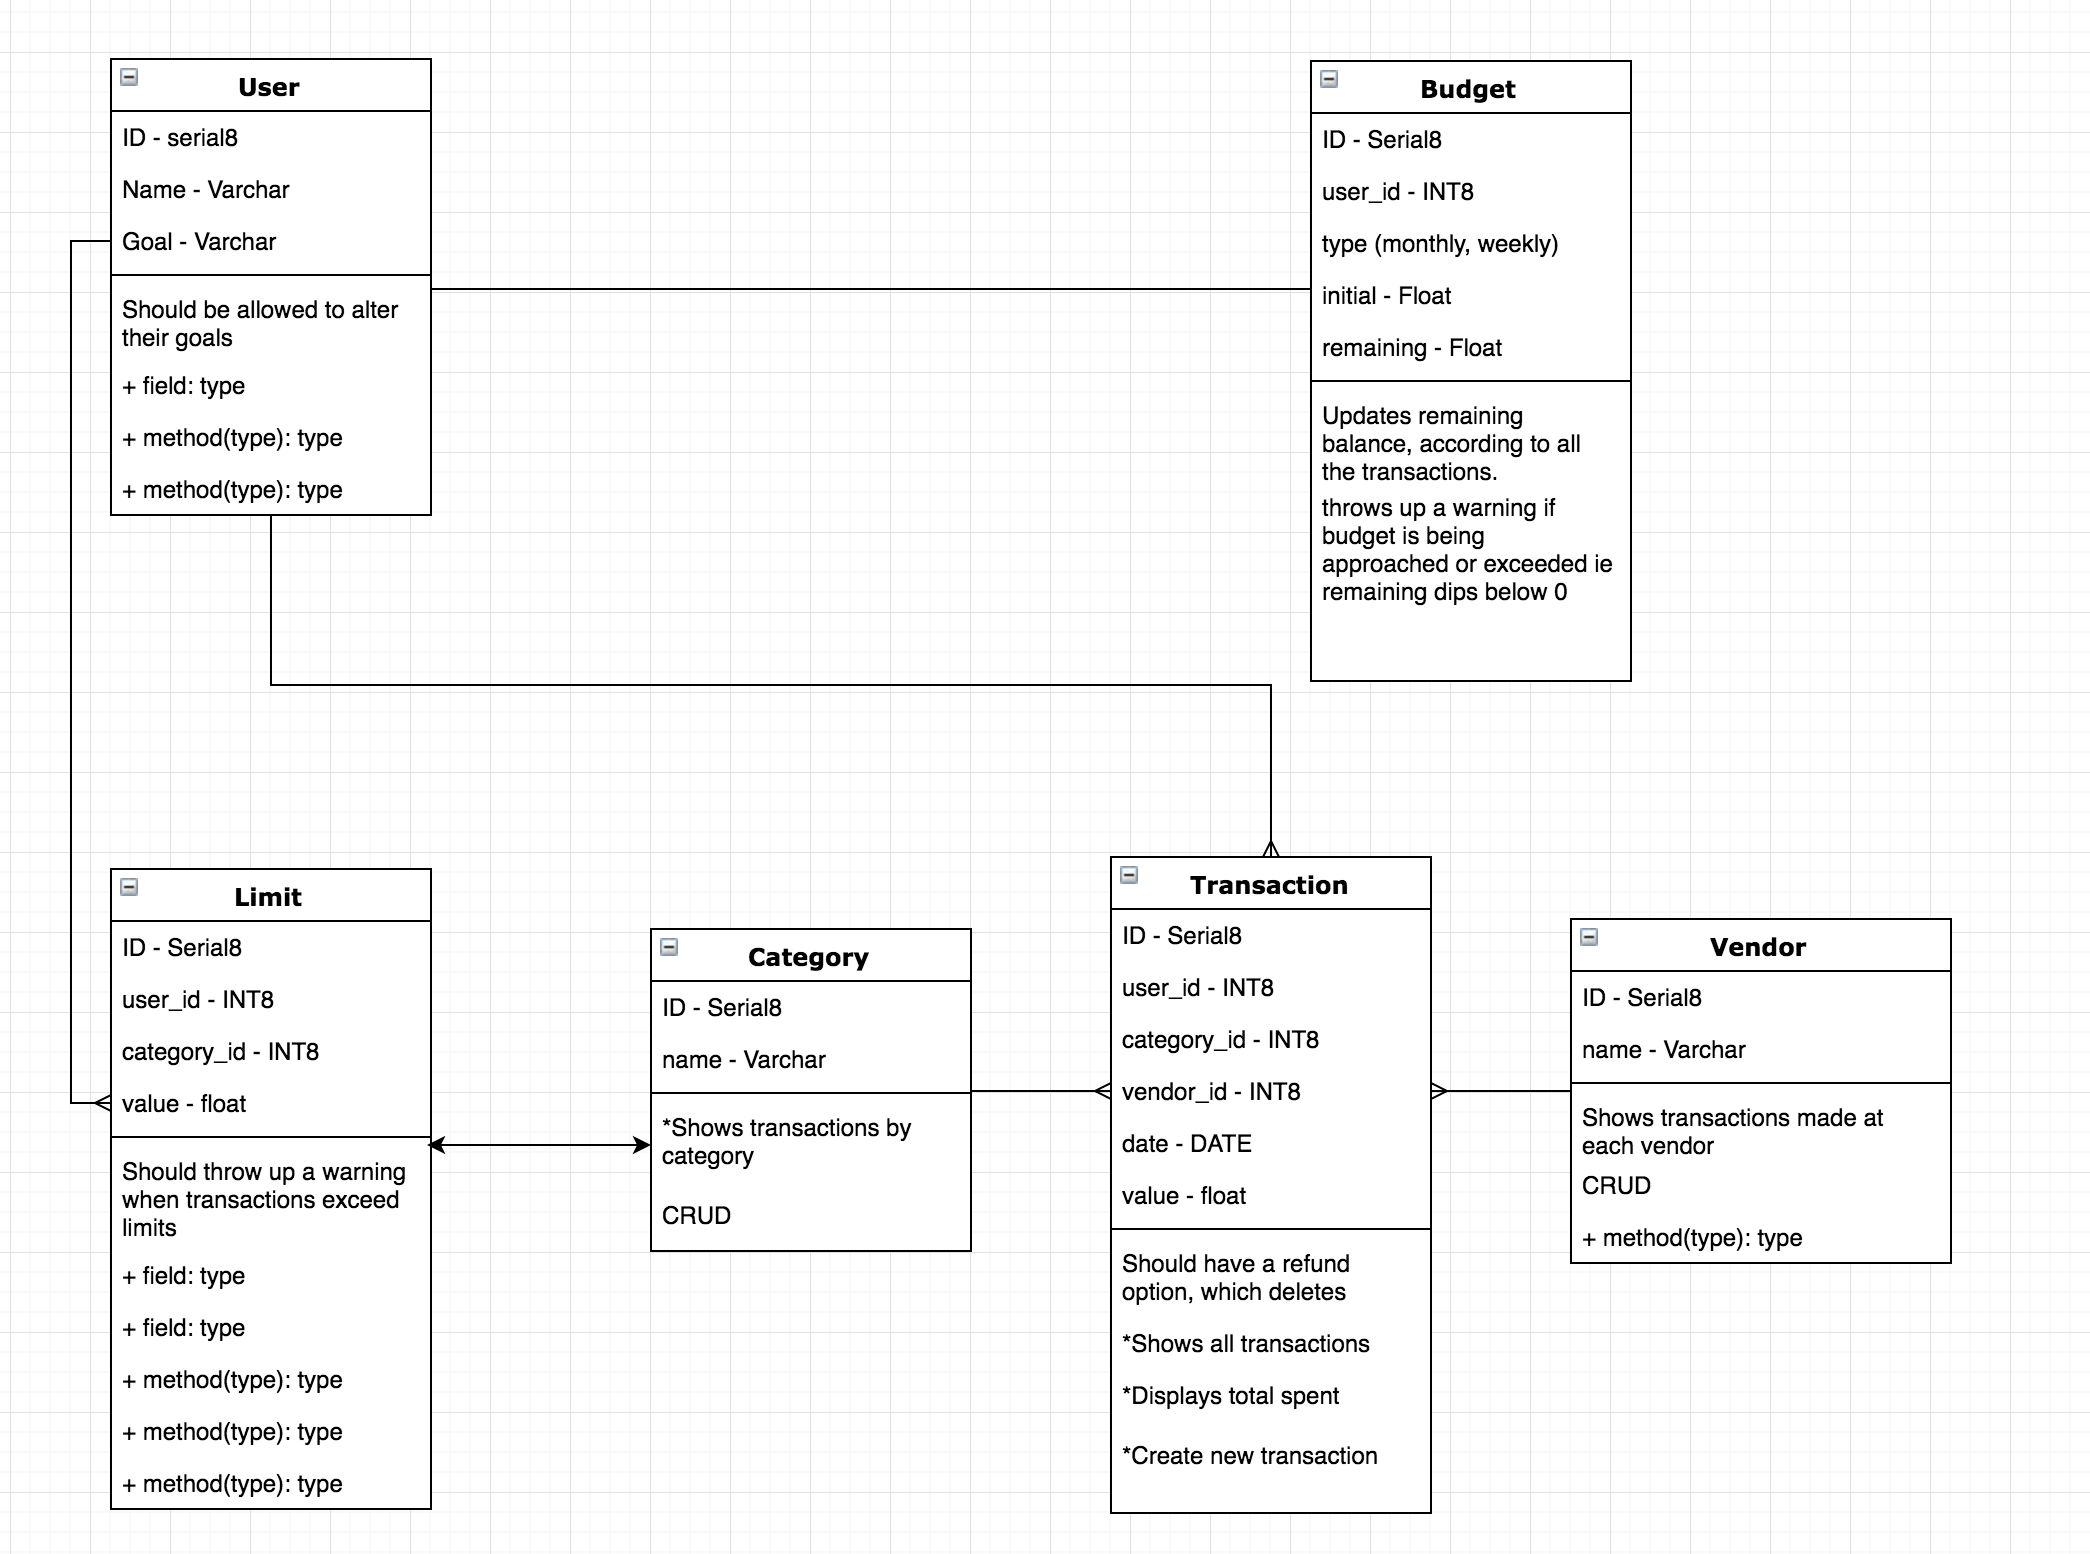 User
ID - serial8
Name - Varchar
Goal - Varchar
Should be allowed to alter
their goals
+ field: type
+ method(type): type
+ method(type): type
Budget
ID - Serial8
user_id - INT8
type (monthly, weekly)
initial - Float
remaining - Float
Updates remaining
balance, according to all
the transactions.
throws up a warning if
budget is being
approached or exceeded ie
remaining dips below 0
Limit
ID - Serial8
user_id - INT8
category_id - INT8
value - float
Should throw up a warning
when transactions exceed
limits
+ field: type
+ field: type
+ method(type): type
+ method(type): type
+ method(type): type
Category
ID - Serial8
name - Varchar
*Shows transactions by
category
CRUD
Transaction
ID - Serial8
user_id - INT8
category_id - INT8
vendor_id - INT8
date - DATE
value - float
Should have a refund
option, which deletes
*Shows all transactions
*Displays total spent
*Create new transaction
Vendor
ID - Serial8
name - Varchar
Shows transactions made at
each vendor
CRUD
+ method(type): type